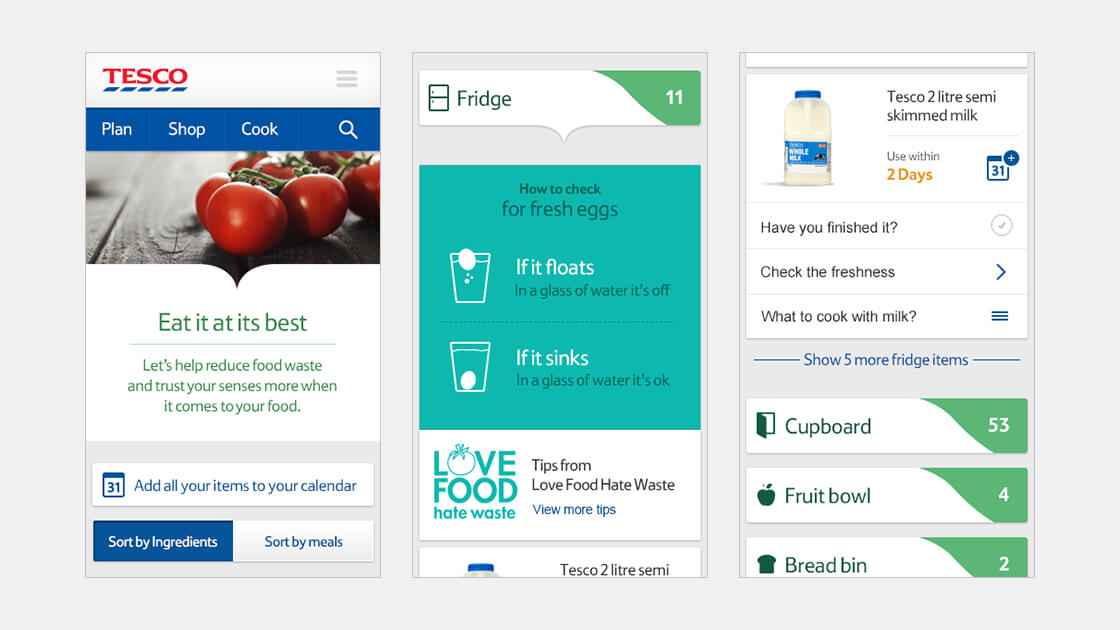 TESCO
Plan
Shop
Cook
Eat it at its best
Let's help reduce food waste
and trust your senses more when
it comes to your food.
31
Add all your items to your calendar
Sort by Ingredients
Sort by meals
Fridge
11
How to check
for fresh eggs
If it floats
In a glass of water it's off
If it sinks
In a glass of water it's ok
LOVE
FOOD
hate waste
Tips from
Love Food Hate Waste
View more tips
Tesco 2 litre semi
TESCO
WHOLE
MILK
Tesco 2 litre semi
skimmed milk
Use within
2 Days
31
Have you finished it?
Check the freshness
What to cook with milk?
Show 5 more fridge items
Cupboard
53
Fruit bowl
4
Bread bin
2